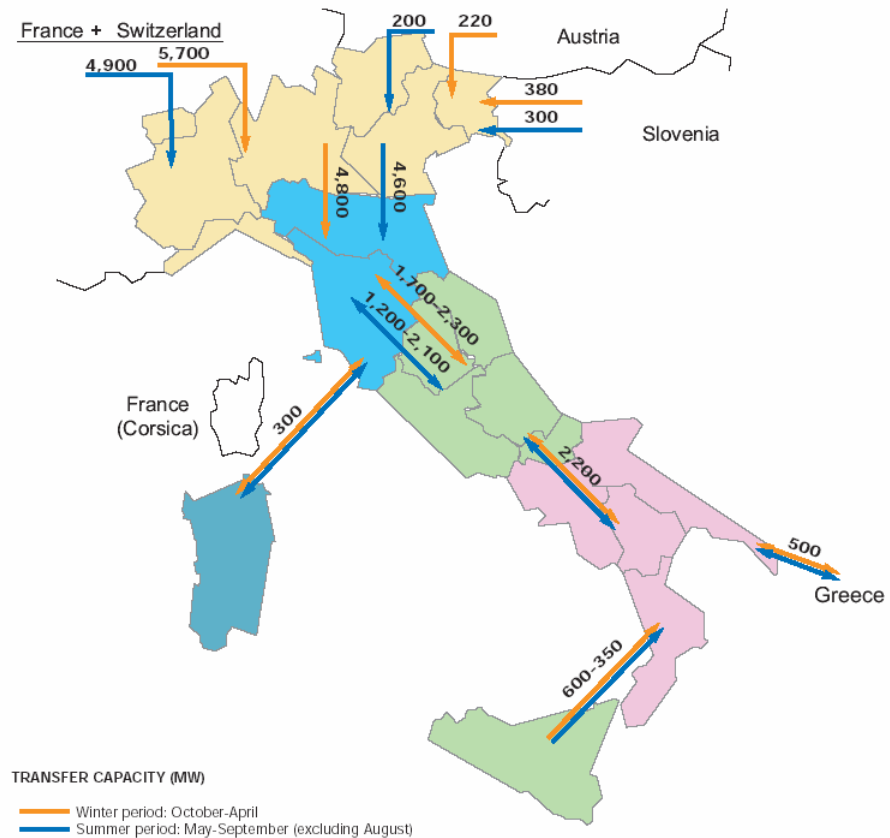 France + Switzerland
5,700
4,900
200
220
Austria
380
300
Slovenia
4,800
4,600
1,700-2,300
1,200-2,100
France
(Corsica)
300
2,200
500
Greece
600-350
TRANSFER CAPACITY (MW)
Winter period: October-April
Summer period: May-September (excluding August)